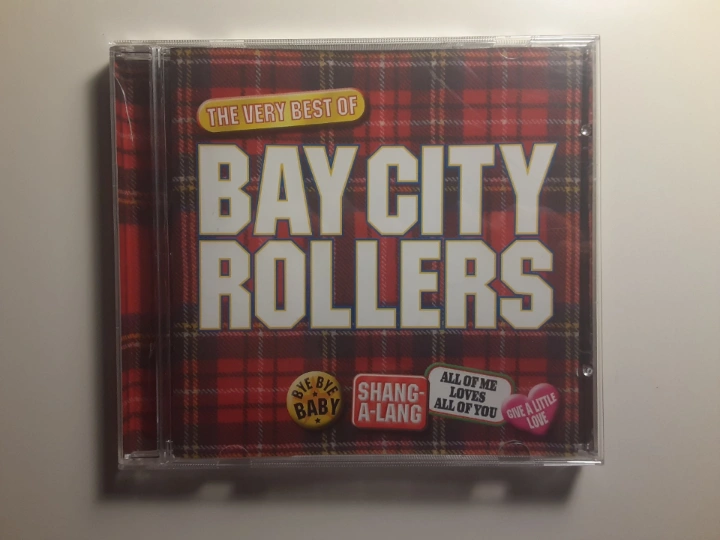 THE VERY BEST OF
BAY CITY
ROLLERS
BYE BYE
BABY
SHANG-
A-LANG
ALL OF ME
LOVES
ALL OF YOU
GIVE A LITTLE
LOVE